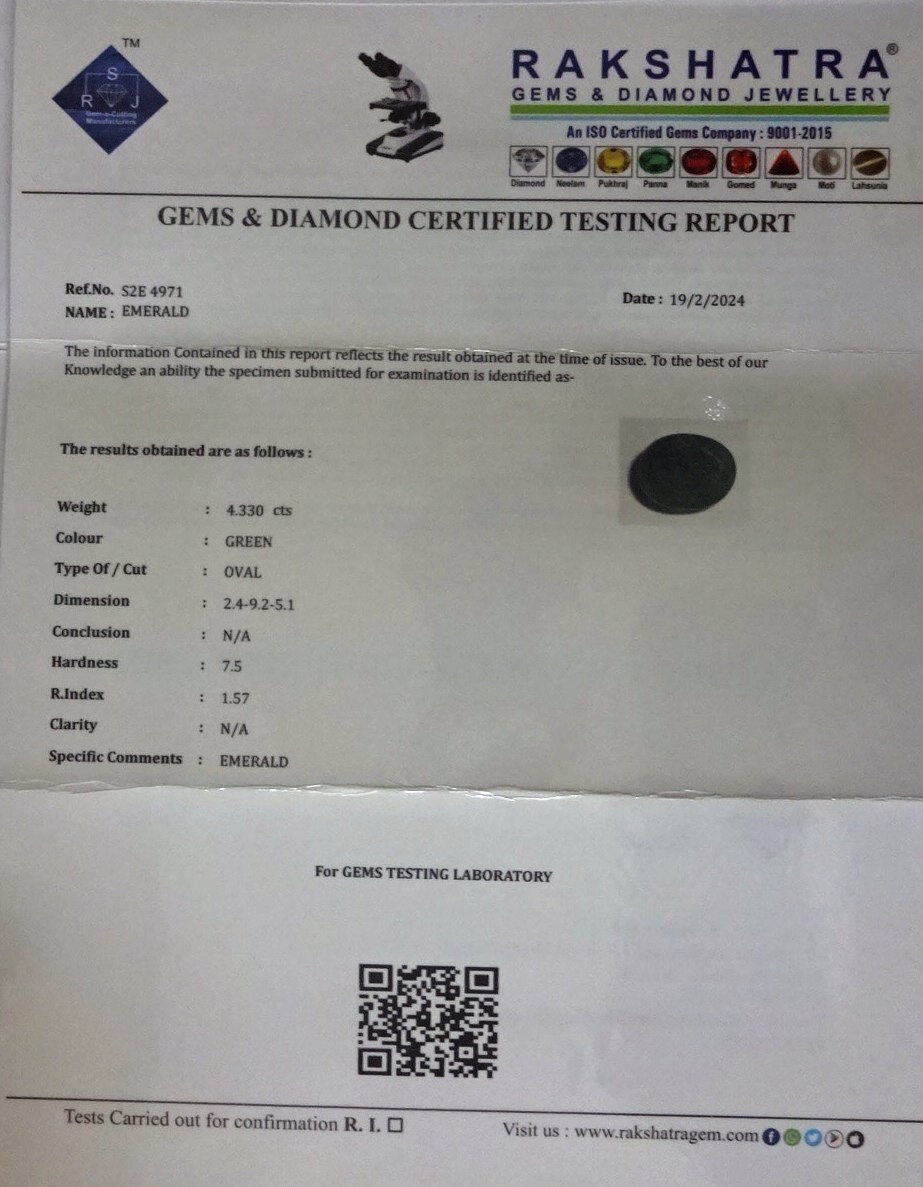 TM
S
R J
Gem-n-Cutting
Manufacturers
RAKSHATRA®
GEMS & DIAMOND JEWELLERY
An ISO Certified Gems Company : 9001-2015
Diamond Neelam Pukhraj Panna Manik Gomed Munga Moti Lahsunia
GEMS & DIAMOND CERTIFIED TESTING REPORT
Ref.No. S2E 4971
Date : 19/2/2024
NAME : EMERALD
The information Contained in this report reflects the result obtained at the time of issue. To the best of our
Knowledge an ability the specimen submitted for examination is identified as-
The results obtained are as follows :
Weight : 4.330 cts
Colour : GREEN
Type Of / Cut : OVAL
Dimension : 2.4-9.2-5.1
Conclusion : N/A
Hardness : 7.5
R.Index : 1.57
Clarity : N/A
Specific Comments : EMERALD
For GEMS TESTING LABORATORY
Tests Carried out for confirmation R. I. ☐
Visit us : www.rakshatragem.com